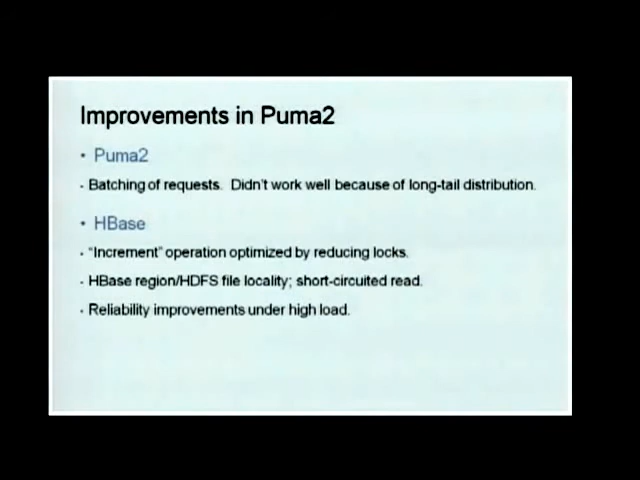 Improvements in Puma2
• Puma2
- Batching of requests. Didn't work well because of long-tail distribution.
• HBase
- "Increment" operation optimized by reducing locks.
- HBase region/HDFS file locality; short-circuited read.
- Reliability improvements under high load.